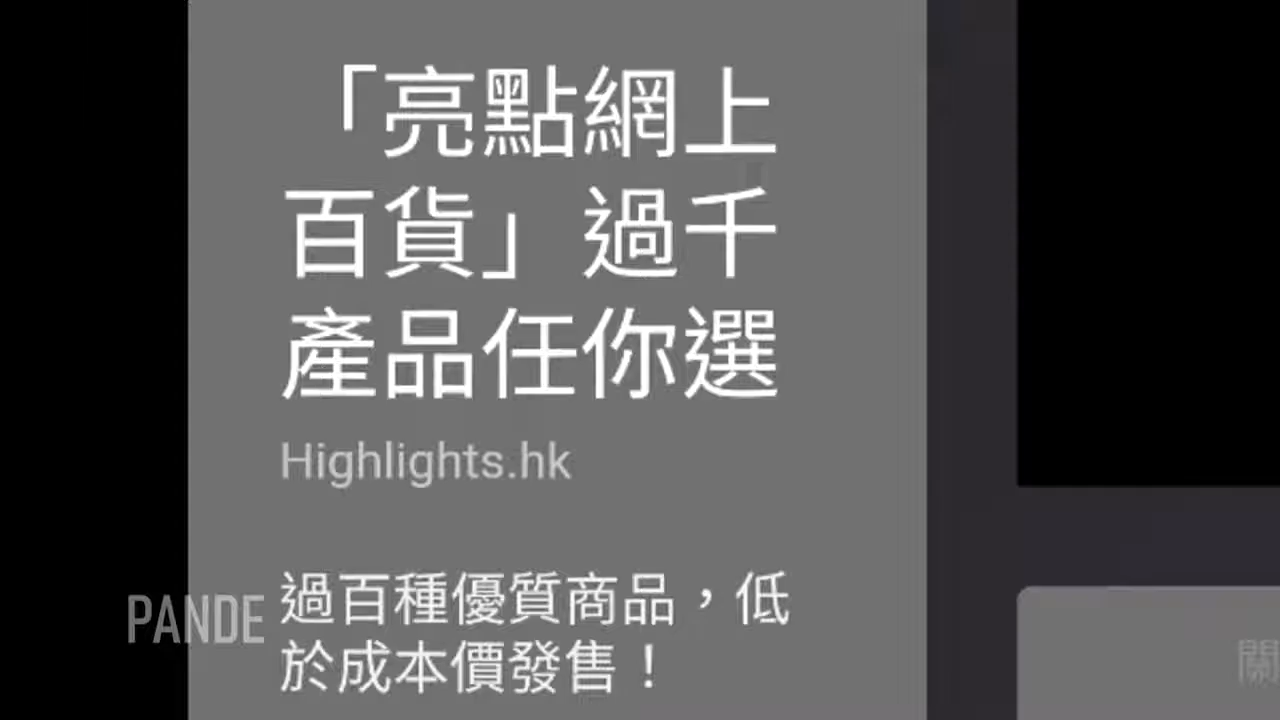 「亮點網上
百貨」過千
產品任你選
Highlights.hk
過百種優質商品，低
於成本價發售！
PANDE
關